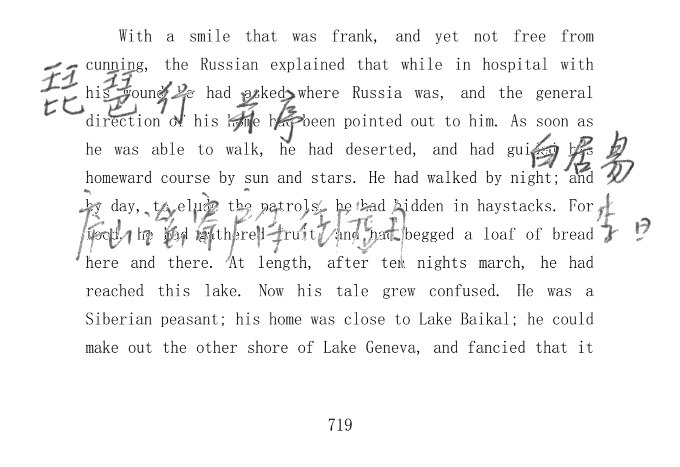 With a smile that was frank, and yet not free from
cunning, the Russian explained that while in hospital with
his wound he had asked where Russia was, and the general
琵琶行 并序
direction of his home had been pointed out to him. As soon as
he was able to walk, he had deserted, and had guided his
白居易
homeward course by sun and stars. He had walked by night; and
by day, to elude the patrols, he had hidden in haystacks. For
庐山谣寄卢侍御虚舟 李白
food, he had gathered fruit, and had begged a loaf of bread
here and there. At length, after ten nights march, he had
reached this lake. Now his tale grew confused. He was a
Siberian peasant; his home was close to Lake Baikal; he could
make out the other shore of Lake Geneva, and fancied that it
719